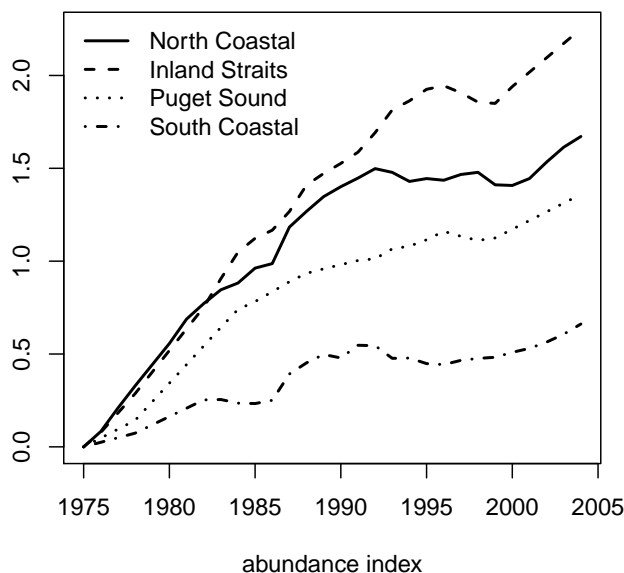 North Coastal
Inland Straits
Puget Sound
South Coastal
2.0
1.5
1.0
0.5
0.0
1975 1980 1985 1990 1995 2000 2005
abundance index